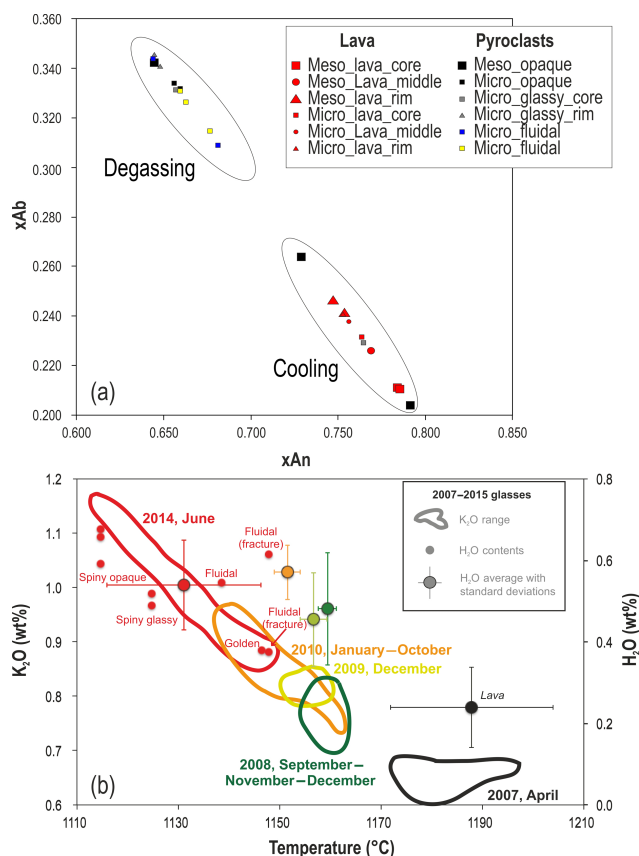 0.360
0.340
0.320
0.300
0.280
0.260
0.240
0.220
0.200
xAb
Degassing
Cooling
(a)
Lava
Pyroclasts
Meso_lava_core
Meso_Lava_middle
Meso_lava_rim
Micro_lava_core
Micro_Lava_middle
Micro_lava_rim
Meso_opaque
Micro_opaque
Micro_glassy_core
Micro_glassy_rim
Micro_fluidal
Micro_fluidal
0.600 0.650 0.700 0.750 0.800 0.850
xAn
1.2
1.1
1.0
0.9
0.8
0.7
0.6
K2O (wt%)
0.8
0.6
0.4
0.2
0.0
H2O (wt%)
2014, June
Spiny opaque
Spiny glassy
Fluidal
Fluidal
(fracture)
Fluidal
(fracture)
Golden
2010, January–October
2009, December
2008, September–
November–December
Lava
2007, April
2007–2015 glasses
K2O range
H2O contents
H2O average with
standard deviations
(b)
1110 1130 1150 1170 1190 1210
Temperature (°C)